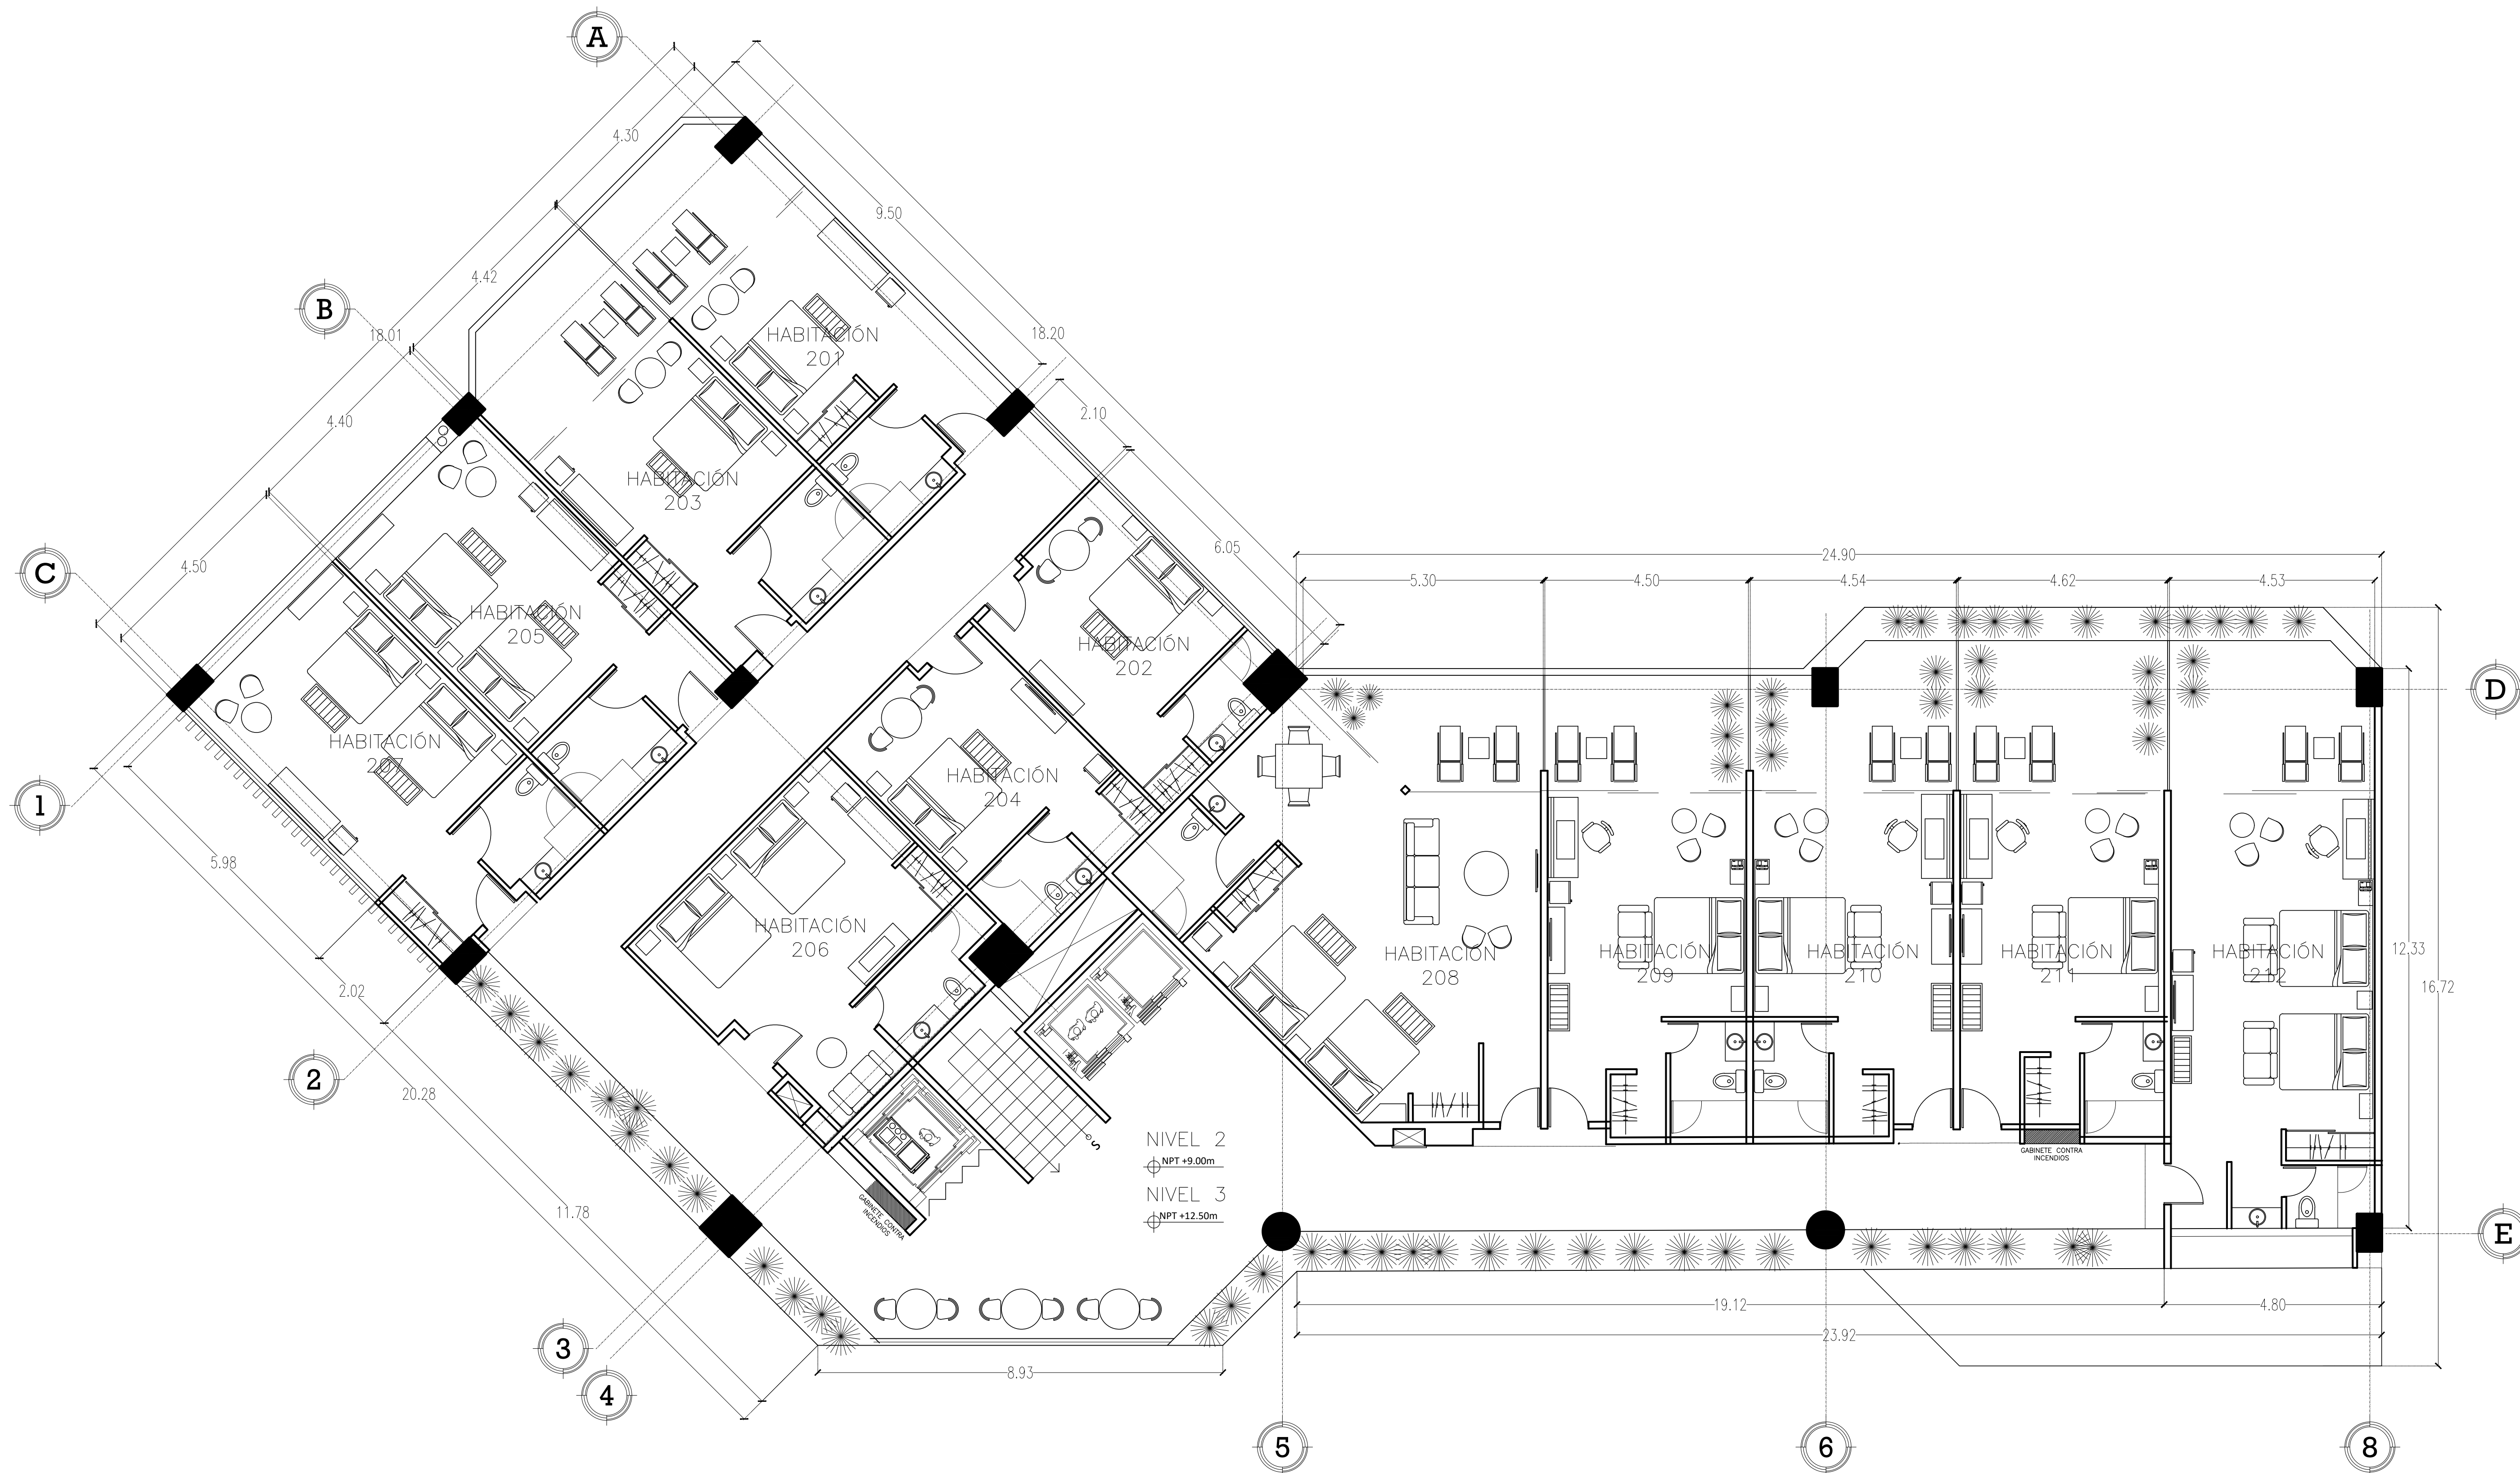 A
4.30
9.50
4.42
B
18.01
18.20
HABITACIÓN
201
2.10
4.40
HABITACIÓN
203
6.05
C
4.50
24.90
5.30
4.50
4.54
4.62
4.53
HABITACIÓN
205
HABITACIÓN
202
D
HABITACIÓN
207
HABITACIÓN
204
1
5.98
HABITACIÓN
206
HABITACIÓN
208
HABITACIÓN
209
HABITACIÓN
210
HABITACIÓN
211
HABITACIÓN
212
12.33
16.72
2.02
2
20.28
S
NIVEL 2
NPT +9.00m
NIVEL 3
NPT +12.50m
GABINETE CONTRA
INCENDIOS
GABINETE CONTRA
INCENDIOS
11.78
E
19.12
4.80
23.92
3
8.93
4
5
6
8